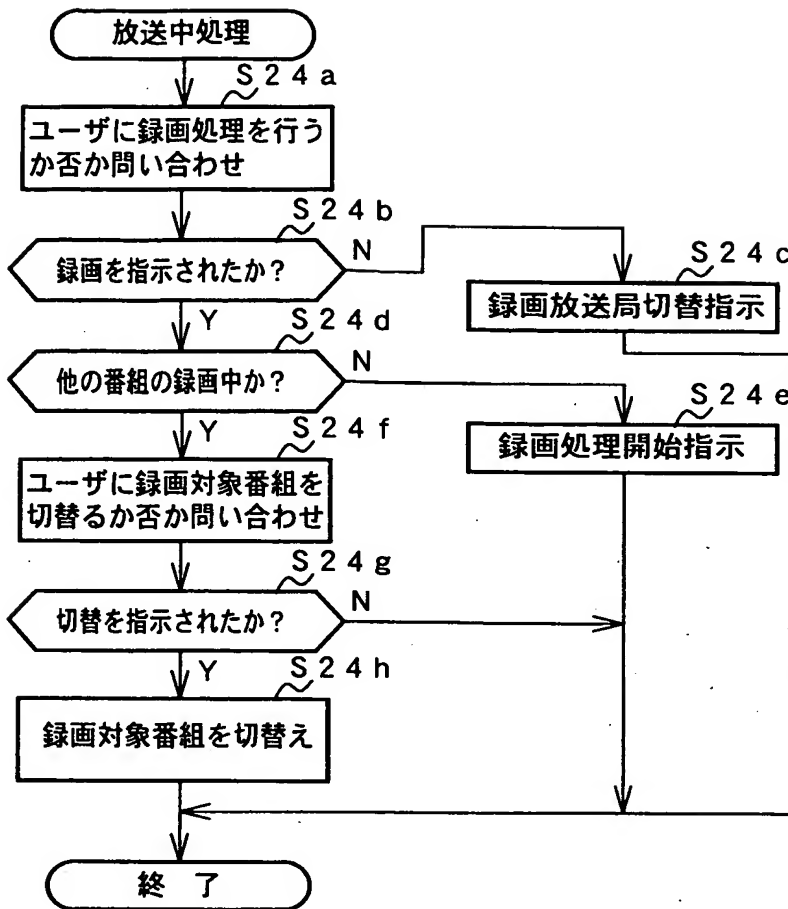 放送中処理
S24a
ユーザに録画処理を行う
か否か問い合わせ
S24b
録画を指示されたか？
N
S24c
録画放送局切替指示
Y
S24d
他の番組の録画中か？
N
S24e
録画処理開始指示
Y
S24f
ユーザに録画対象番組を
切替るか否か問い合わせ
S24g
切替を指示されたか？
N
Y
S24h
録画対象番組を切替え
終 了